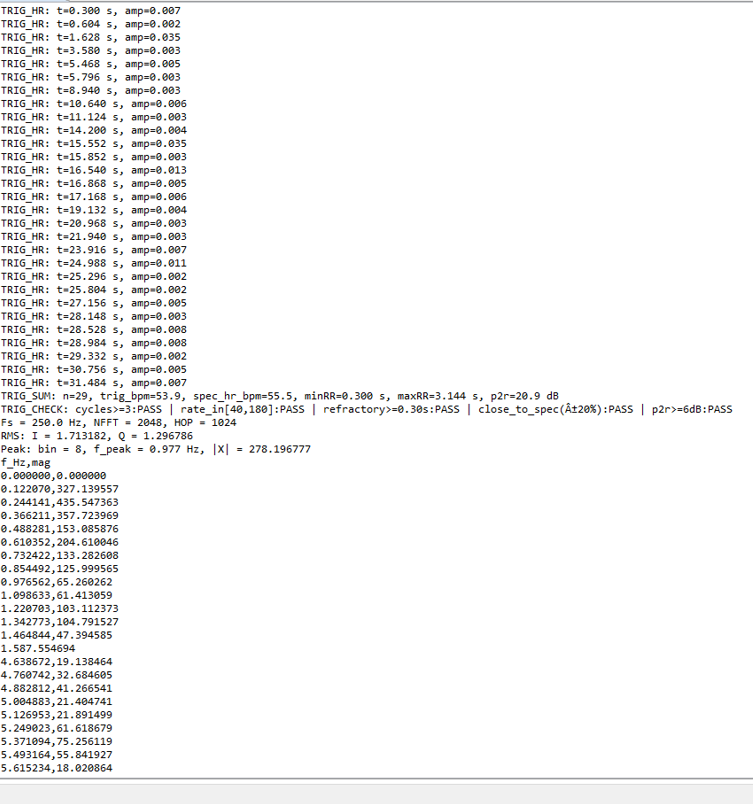 TRIG_HR: t=0.300 s, amp=0.007
TRIG_HR: t=0.604 s, amp=0.002
TRIG_HR: t=1.628 s, amp=0.035
TRIG_HR: t=3.580 s, amp=0.003
TRIG_HR: t=5.468 s, amp=0.005
TRIG_HR: t=5.796 s, amp=0.003
TRIG_HR: t=8.940 s, amp=0.003
TRIG_HR: t=10.640 s, amp=0.006
TRIG_HR: t=11.124 s, amp=0.003
TRIG_HR: t=14.200 s, amp=0.004
TRIG_HR: t=15.552 s, amp=0.035
TRIG_HR: t=15.852 s, amp=0.003
TRIG_HR: t=16.540 s, amp=0.013
TRIG_HR: t=16.868 s, amp=0.005
TRIG_HR: t=17.168 s, amp=0.006
TRIG_HR: t=19.132 s, amp=0.004
TRIG_HR: t=20.968 s, amp=0.003
TRIG_HR: t=21.940 s, amp=0.003
TRIG_HR: t=23.916 s, amp=0.007
TRIG_HR: t=24.988 s, amp=0.011
TRIG_HR: t=25.296 s, amp=0.002
TRIG_HR: t=25.804 s, amp=0.002
TRIG_HR: t=27.156 s, amp=0.005
TRIG_HR: t=28.148 s, amp=0.003
TRIG_HR: t=28.528 s, amp=0.008
TRIG_HR: t=28.984 s, amp=0.008
TRIG_HR: t=29.332 s, amp=0.002
TRIG_HR: t=30.756 s, amp=0.005
TRIG_HR: t=31.484 s, amp=0.007
TRIG_SUM: n=29, trig_bpm=53.9, spec_hr_bpm=55.5, minRR=0.300 s, maxRR=3.144 s, p2r=20.9 dB
TRIG_CHECK: cycles>=3:PASS | rate_in[40,180]:PASS | refractory>=0.30s:PASS | close_to_spec(Â±20%):PASS | p2r>=6dB:PASS
Fs = 250.0 Hz, NFFT = 2048, HOP = 1024
RMS: I = 1.713182, Q = 1.296786
Peak: bin = 8, f_peak = 0.977 Hz, |X| = 278.196777
f_Hz,mag
0.000000,0.000000
0.122070,327.139557
0.244141,435.547363
0.366211,357.723969
0.488281,153.085876
0.610352,204.610046
0.732422,133.282608
0.854492,125.999565
0.976562,65.260262
1.098633,61.413059
1.220703,103.112373
1.342773,104.791527
1.464844,47.394585
1.587.554694
4.638672,19.138464
4.760742,32.684605
4.882812,41.266541
5.004883,21.404741
5.126953,21.891499
5.249023,61.618679
5.371094,75.256119
5.493164,55.841927
5.615234,18.020864